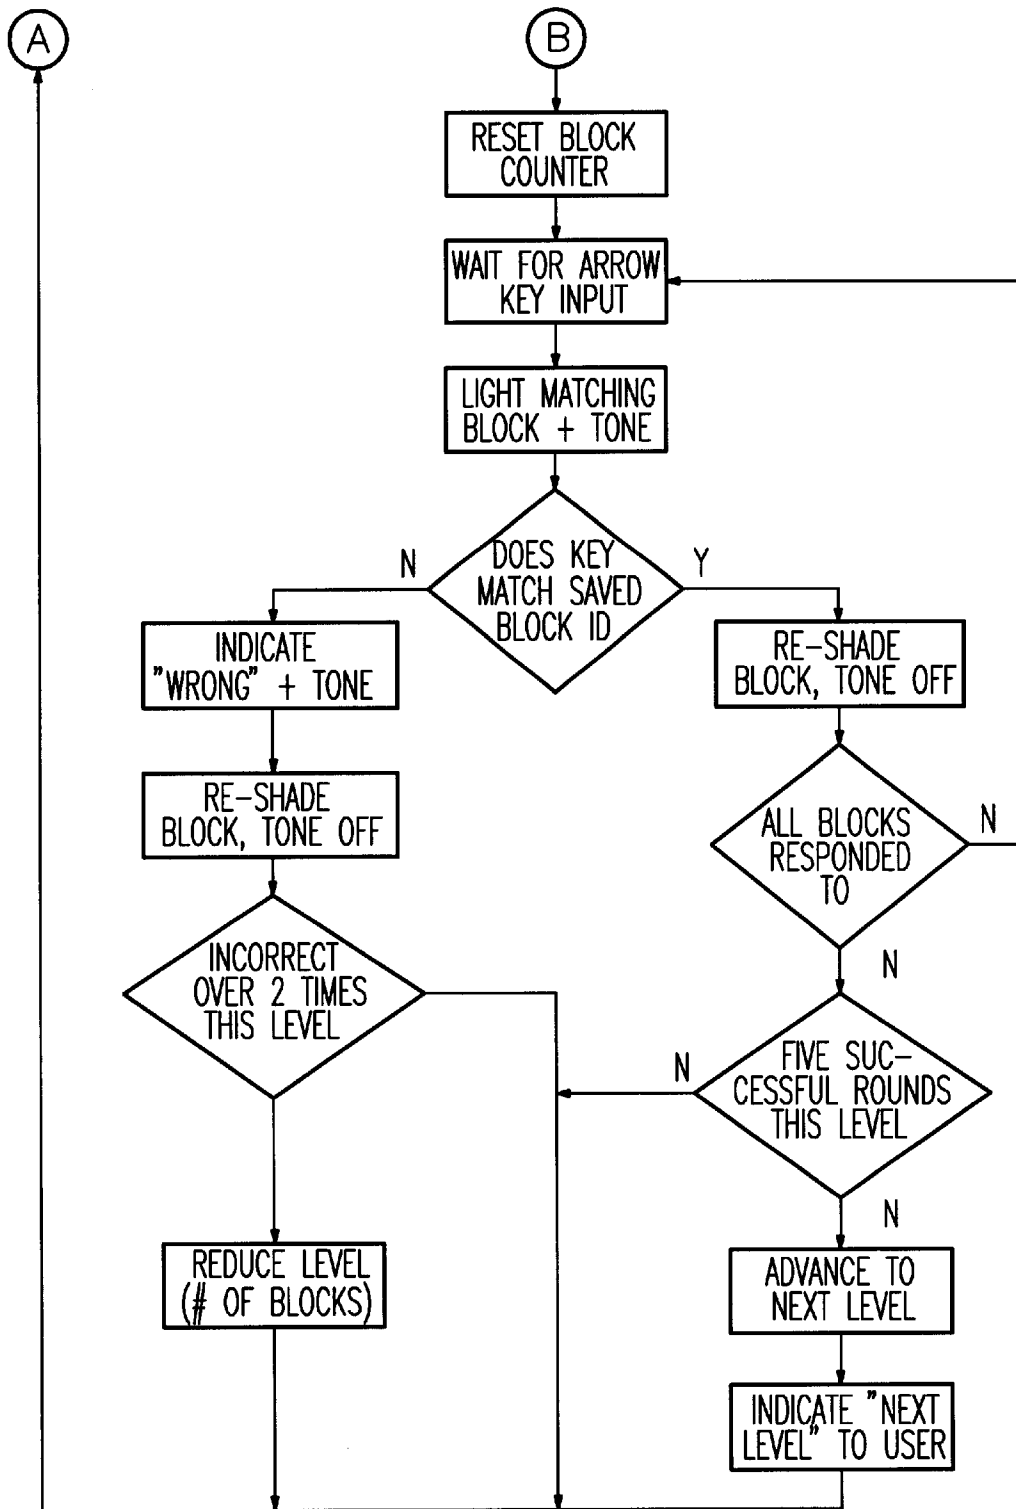 A
B
RESET BLOCK
COUNTER
WAIT FOR ARROW
KEY INPUT
LIGHT MATCHING
BLOCK + TONE
DOES KEY
MATCH SAVED
BLOCK ID
N
Y
INDICATE
"WRONG" + TONE
RE-SHADE
BLOCK, TONE OFF
RE-SHADE
BLOCK, TONE OFF
ALL BLOCKS
RESPONDED
TO
N
N
INCORRECT
OVER 2 TIMES
THIS LEVEL
FIVE SUC-
CESSFUL ROUNDS
THIS LEVEL
N
N
REDUCE LEVEL
(# OF BLOCKS)
ADVANCE TO
NEXT LEVEL
INDICATE "NEXT
LEVEL" TO USER